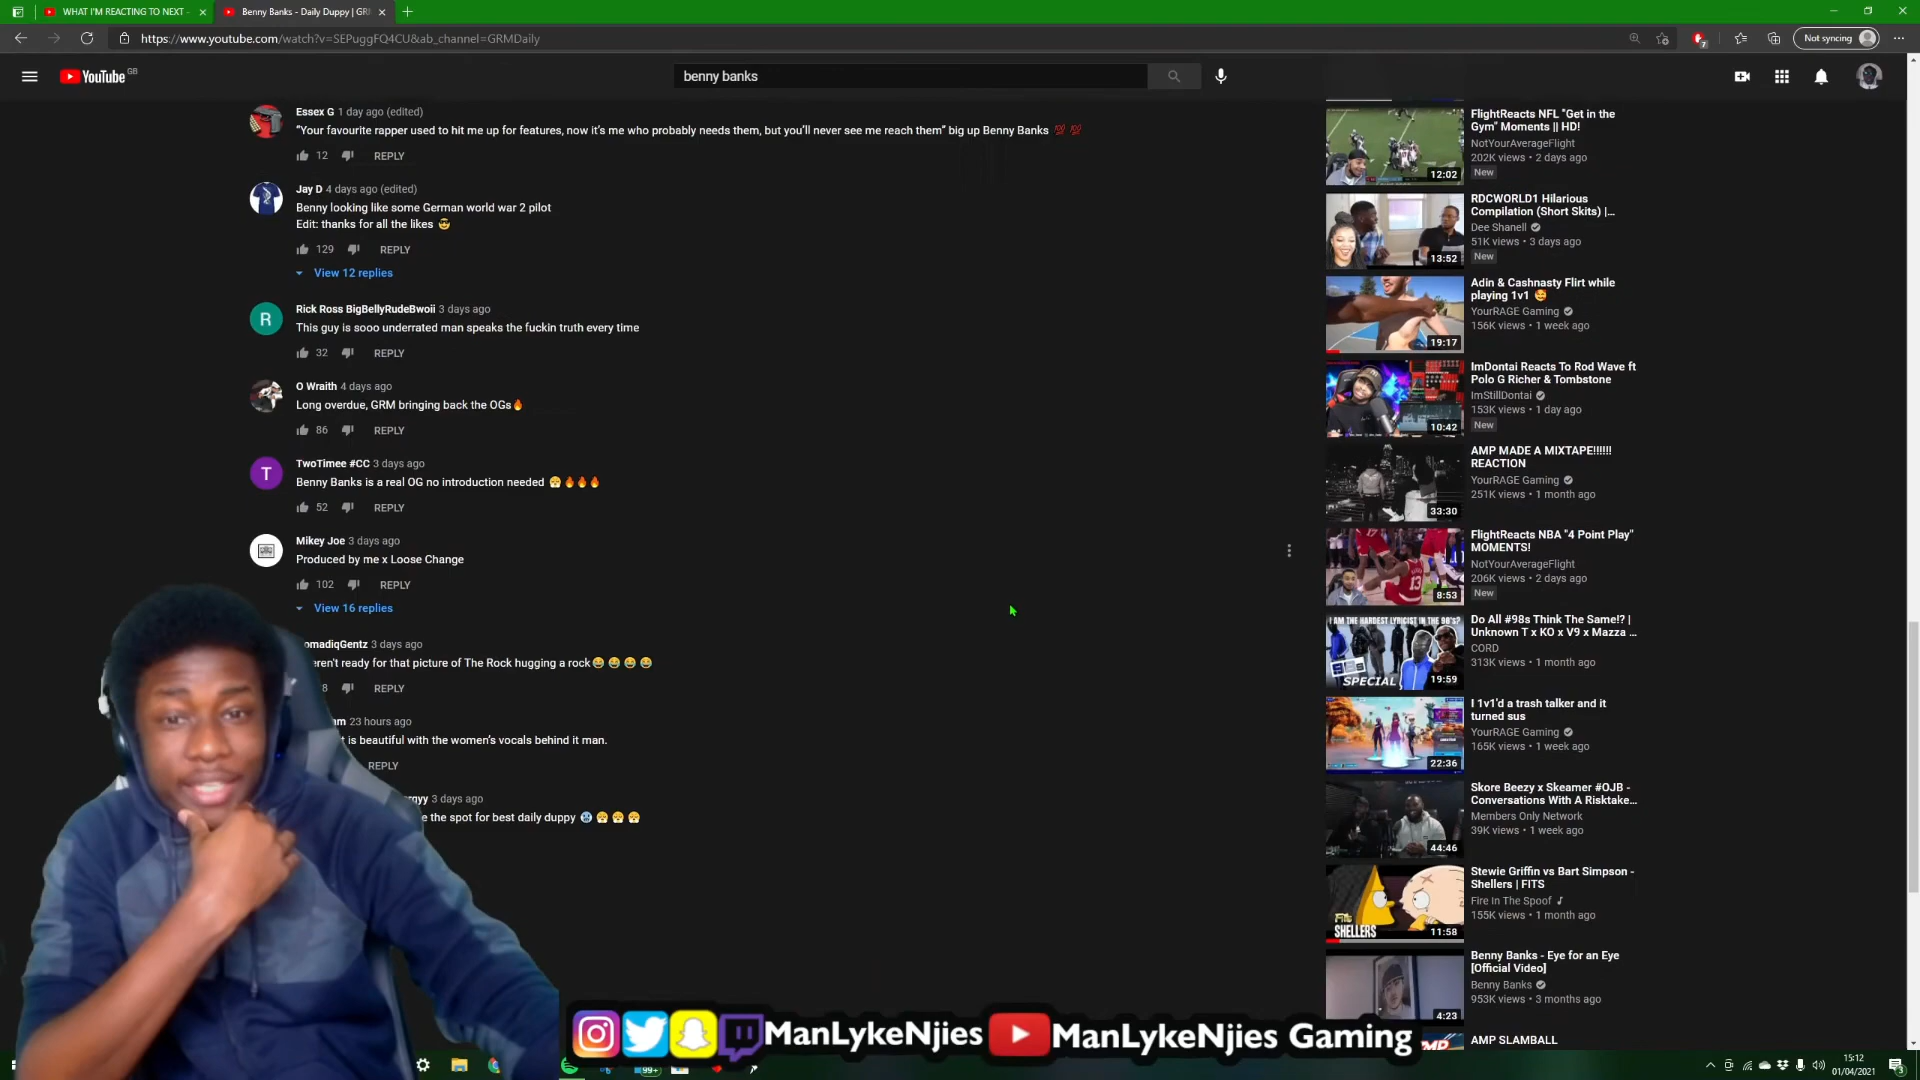 WHAT I'M REACTING TO NEXT -
Benny Banks - Daily Duppy | GR
https://www.youtube.com/watch?v=SEPuggFQ4CU&ab_channel=GRMDaily
Not syncing
YouTube GB
benny banks
Essex G 1 day ago (edited)
“Your favourite rapper used to hit me up for features, now it’s me who probably needs them, but you’ll never see me reach them” big up Benny Banks 💯 💯
12 REPLY
Jay D 4 days ago (edited)
Benny looking like some German world war 2 pilot
Edit: thanks for all the likes 😎
129 REPLY
View 12 replies
Rick Ross BigBellyRudeBwoii 3 days ago
This guy is sooo underrated man speaks the fuckin truth every time
32 REPLY
O Wraith 4 days ago
Long overdue, GRM bringing back the OGs🔥
86 REPLY
TwoTimee #CC 3 days ago
Benny Banks is a real OG no introduction needed 😤🔥🔥🔥
52 REPLY
Mikey Joe 3 days ago
Produced by me x Loose Change
102 REPLY
View 16 replies
omadiqGentz 3 days ago
eren't ready for that picture of The Rock hugging a rock😂 😂 😂 😂
8 REPLY
am 23 hours ago
t is beautiful with the women’s vocals behind it man.
REPLY
rgyy 3 days ago
e the spot for best daily duppy 🥶 😤 😤 😤
FlightReacts NFL "Get in the
Gym" Moments || HD!
NotYourAverageFlight
202K views • 2 days ago
New
12:02
RDCWORLD1 Hilarious
Compilation (Short Skits) |...
Dee Shanell
51K views • 3 days ago
New
13:52
Adin & Cashnasty Flirt while
playing 1v1 🥰
YourRAGE Gaming
156K views • 1 week ago
19:17
ImDontai Reacts To Rod Wave ft
Polo G Richer & Tombstone
ImStillDontai
153K views • 1 day ago
New
10:42
AMP MADE A MIXTAPE!!!!!!
REACTION
YourRAGE Gaming
251K views • 1 month ago
33:30
FlightReacts NBA "4 Point Play"
MOMENTS!
NotYourAverageFlight
206K views • 2 days ago
New
8:53
Do All #98s Think The Same!? |
Unknown T x KO x V9 x Mazza ...
CORD
313K views • 1 month ago
I AM THE HARDEST LYRICIST IN THE 98's?
SPECIAL
19:59
I 1v1'd a trash talker and it
turned sus
YourRAGE Gaming
165K views • 1 week ago
22:36
Skore Beezy x Skeamer #OJB -
Conversations With A Risktake...
Members Only Network
39K views • 1 week ago
44:46
Stewie Griffin vs Bart Simpson -
Shellers | FITS
Fire In The Spoof
155K views • 1 month ago
SHELLERS
11:58
Benny Banks - Eye for an Eye
[Official Video]
Benny Banks
953K views • 3 months ago
4:23
AMP SLAMBALL
ManLykeNjies
ManLykeNjies Gaming
99+
15:12
01/04/2021